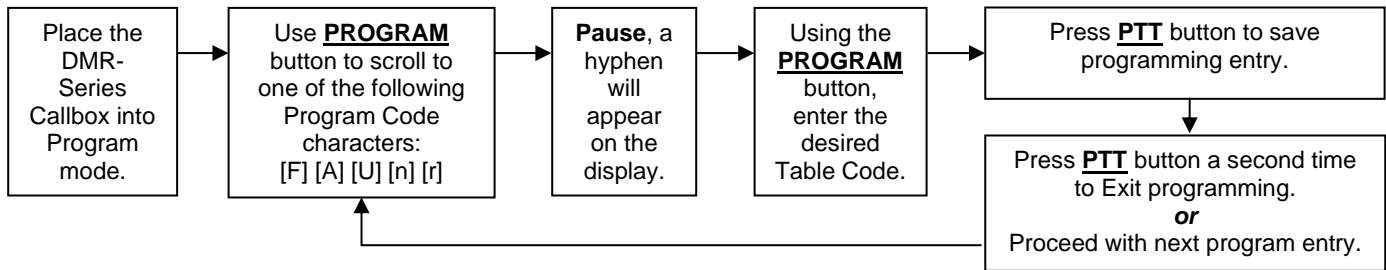 Place the
DMR-
Series
Callbox into
Program
mode.
Use PROGRAM
button to scroll to
one of the following
Program Code
characters:
[F] [A] [U] [n] [r]
Pause, a
hyphen
will
appear
on the
display.
Using the
PROGRAM
button,
enter the
desired
Table Code.
Press PTT button to save
programming entry.
Press PTT button a second time
to Exit programming.
or
Proceed with next program entry.